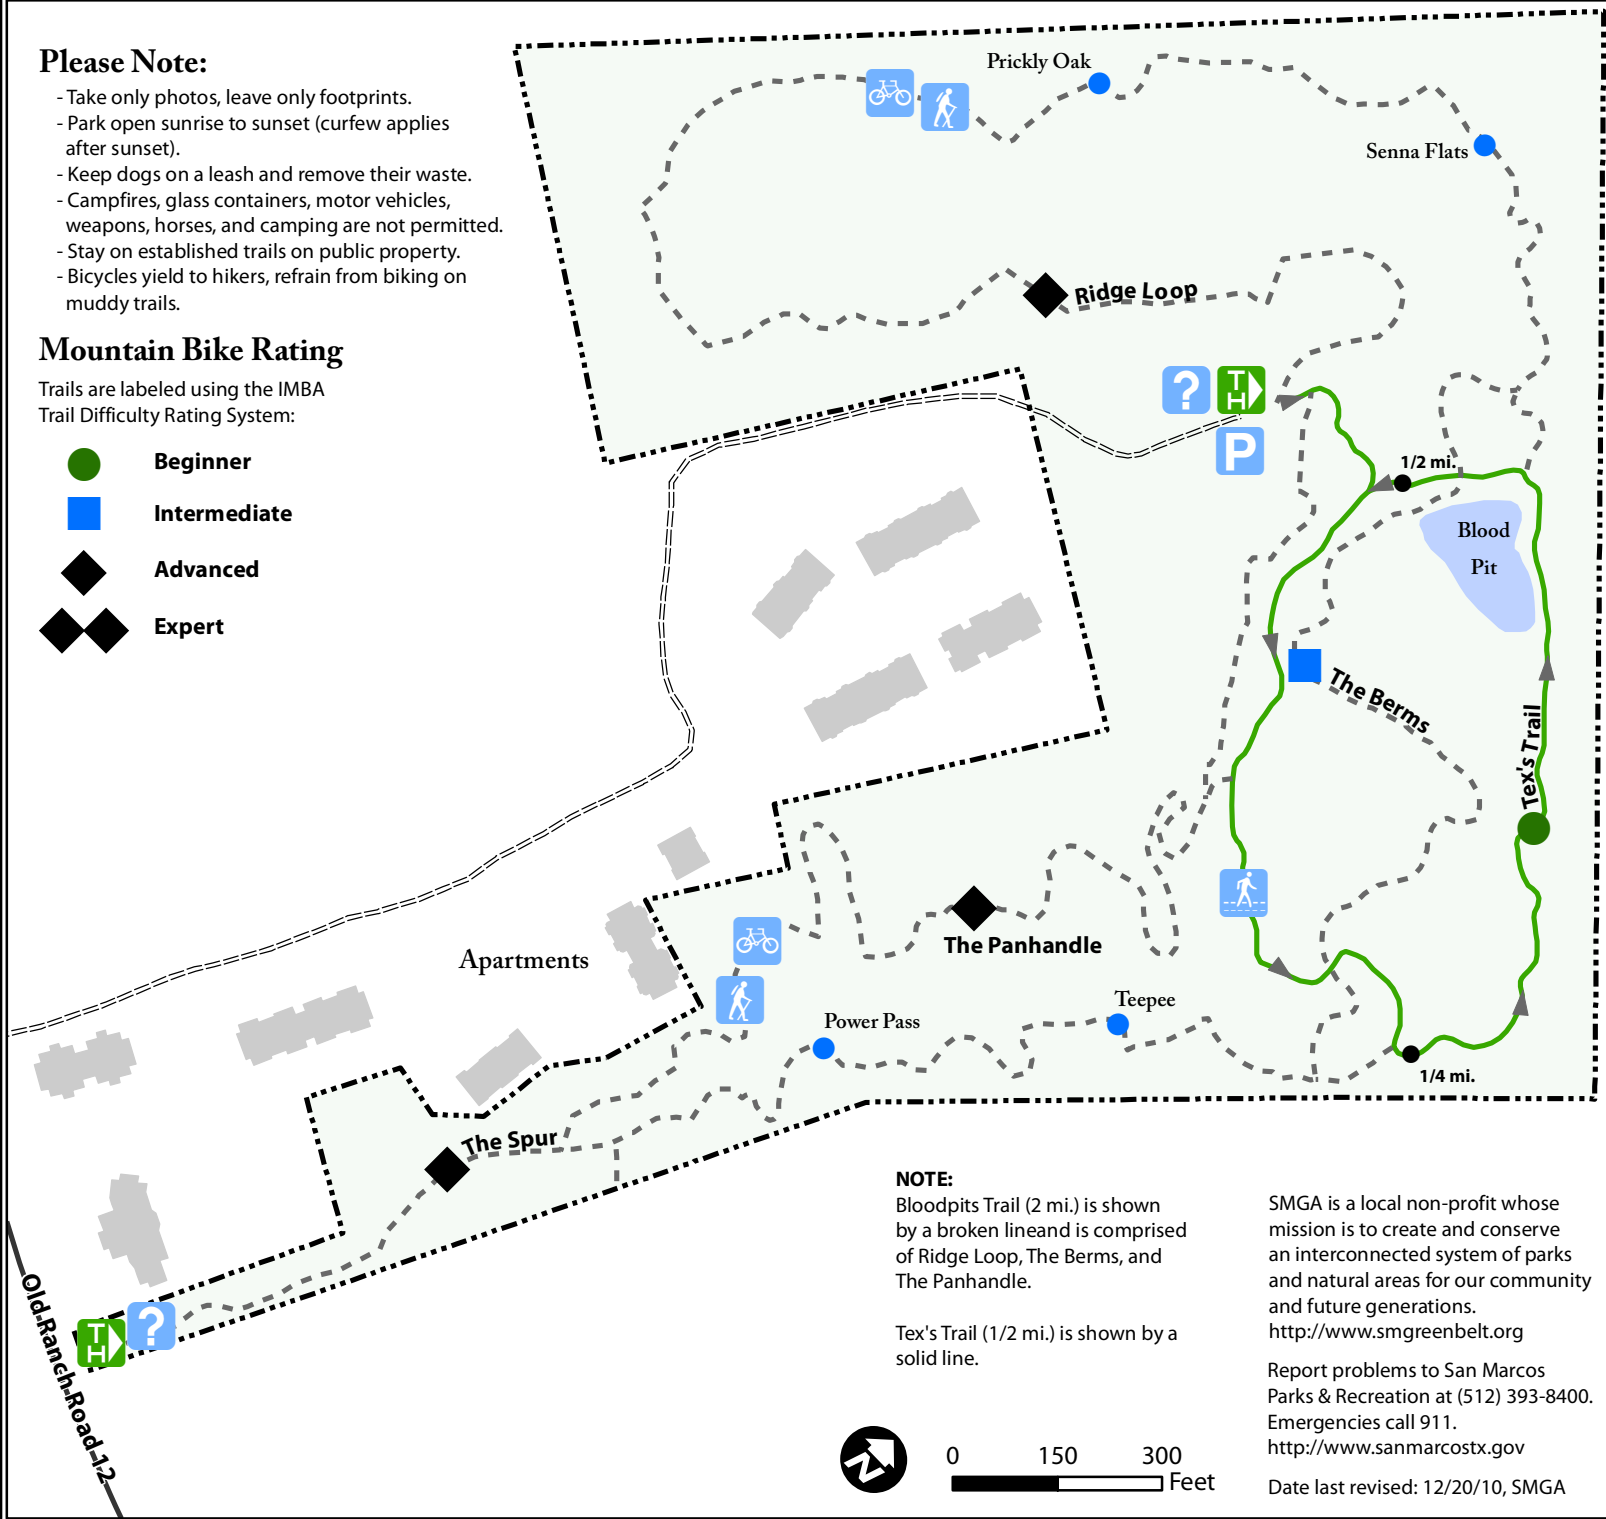 Please Note:
- Take only photos, leave only footprints.
- Park open sunrise to sunset (curfew applies
after sunset).
- Keep dogs on a leash and remove their waste.
- Campfires, glass containers, motor vehicles,
weapons, horses, and camping are not permitted.
- Stay on established trails on public property.
- Bicycles yield to hikers, refrain from biking on
muddy trails.
Mountain Bike Rating
Trails are labeled using the IMBA
Trail Difficulty Rating System:
Beginner
Intermediate
Advanced
Expert
Prickly Oak
Senna Flats
Ridge Loop
?
T
H
P
1/2 mi.
Blood
Pit
The Berms
Tex's Trail
The Panhandle
Apartments
Power Pass
Teepee
1/4 mi.
The Spur
?
T
H
Old Ranch Road 12
NOTE:
Bloodpits Trail (2 mi.) is shown
by a broken lineand is comprised
of Ridge Loop, The Berms, and
The Panhandle.
Tex's Trail (1/2 mi.) is shown by a
solid line.
N
0 150 300
Feet
SMGA is a local non-profit whose
mission is to create and conserve
an interconnected system of parks
and natural areas for our community
and future generations.
http://www.smgreenbelt.org
Report problems to San Marcos
Parks & Recreation at (512) 393-8400.
Emergencies call 911.
http://www.sanmarcostx.gov
Date last revised: 12/20/10, SMGA